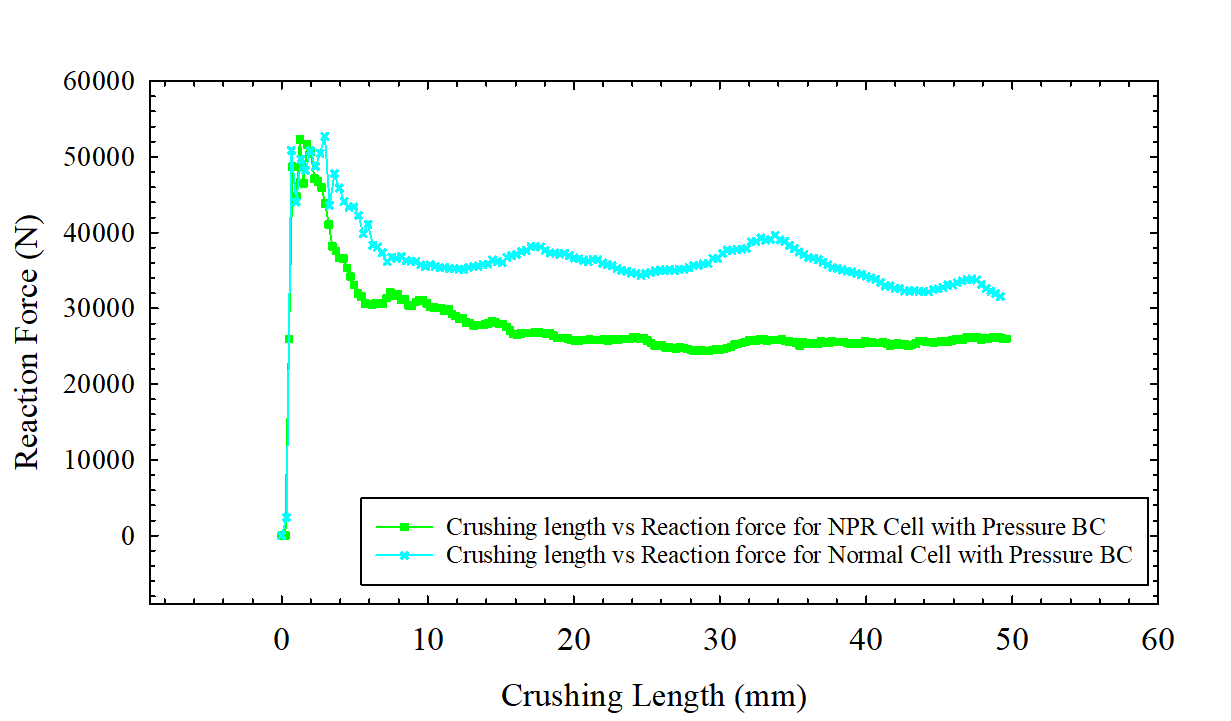 60000
50000
40000
30000
20000
10000
0
Reaction Force (N)
Crushing length vs Reaction force for NPR Cell with Pressure BC
Crushing length vs Reaction force for Normal Cell with Pressure BC
0 10 20 30 40 50 60
Crushing Length (mm)